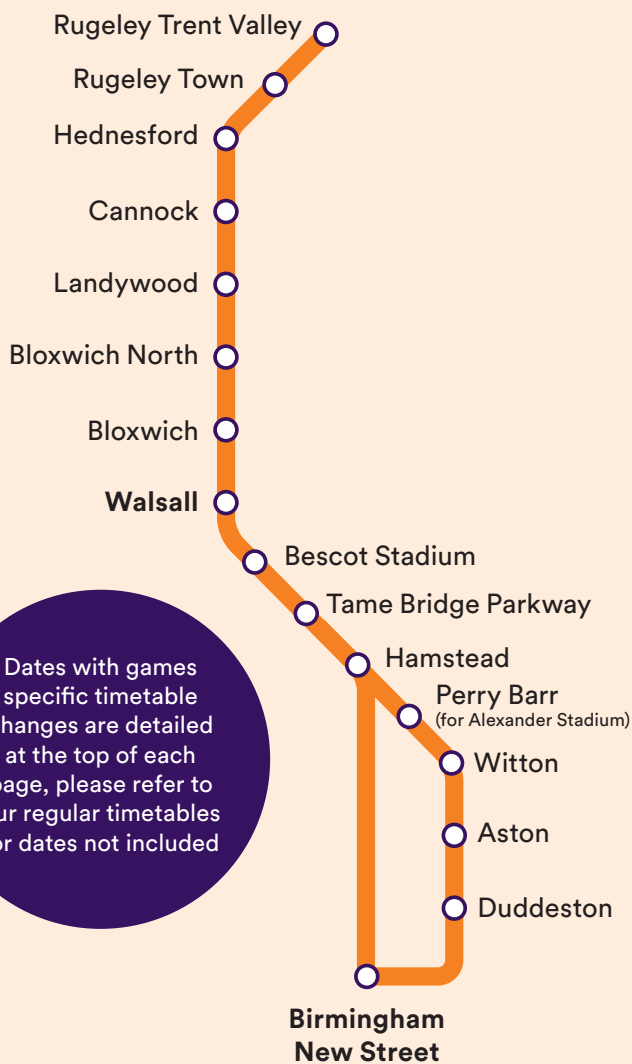 Rugeley Trent Valley
Rugeley Town
Hednesford
Cannock
Landywood
Bloxwich North
Bloxwich
Walsall
Bescot Stadium
Tame Bridge Parkway
Hamstead
Perry Barr
(for Alexander Stadium)
Witton
Aston
Duddeston
Birmingham
New Street
Dates with games
specific timetable
hanges are detailed
at the top of each
page, please refer to
ur regular timetables
or dates not included